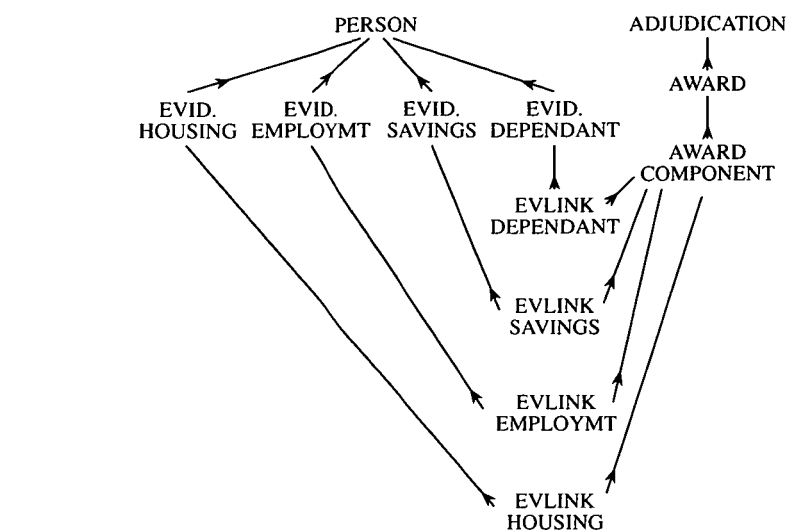 PERSON
ADJUDICATION
AWARD
EVID.
HOUSING
EVID.
EMPLOYMT
EVID.
SAVINGS
EVID.
DEPENDANT
AWARD
COMPONENT
EVLINK
DEPENDANT
EVLINK
SAVINGS
EVLINK
EMPLOYMT
EVLINK
HOUSING